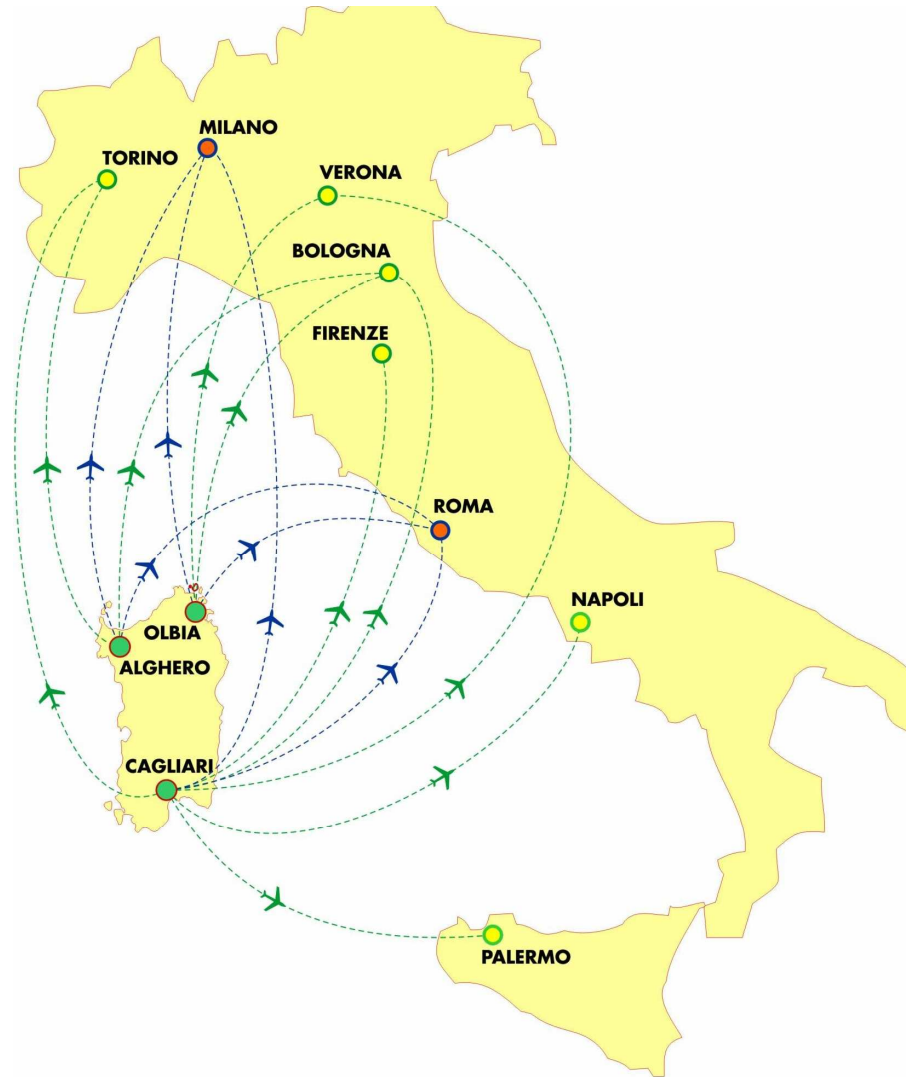 MILANO
TORINO
VERONA
BOLOGNA
FIRENZE
ROMA
NAPOLI
OLBIA
ALGHERO
CAGLIARI
PALERMO